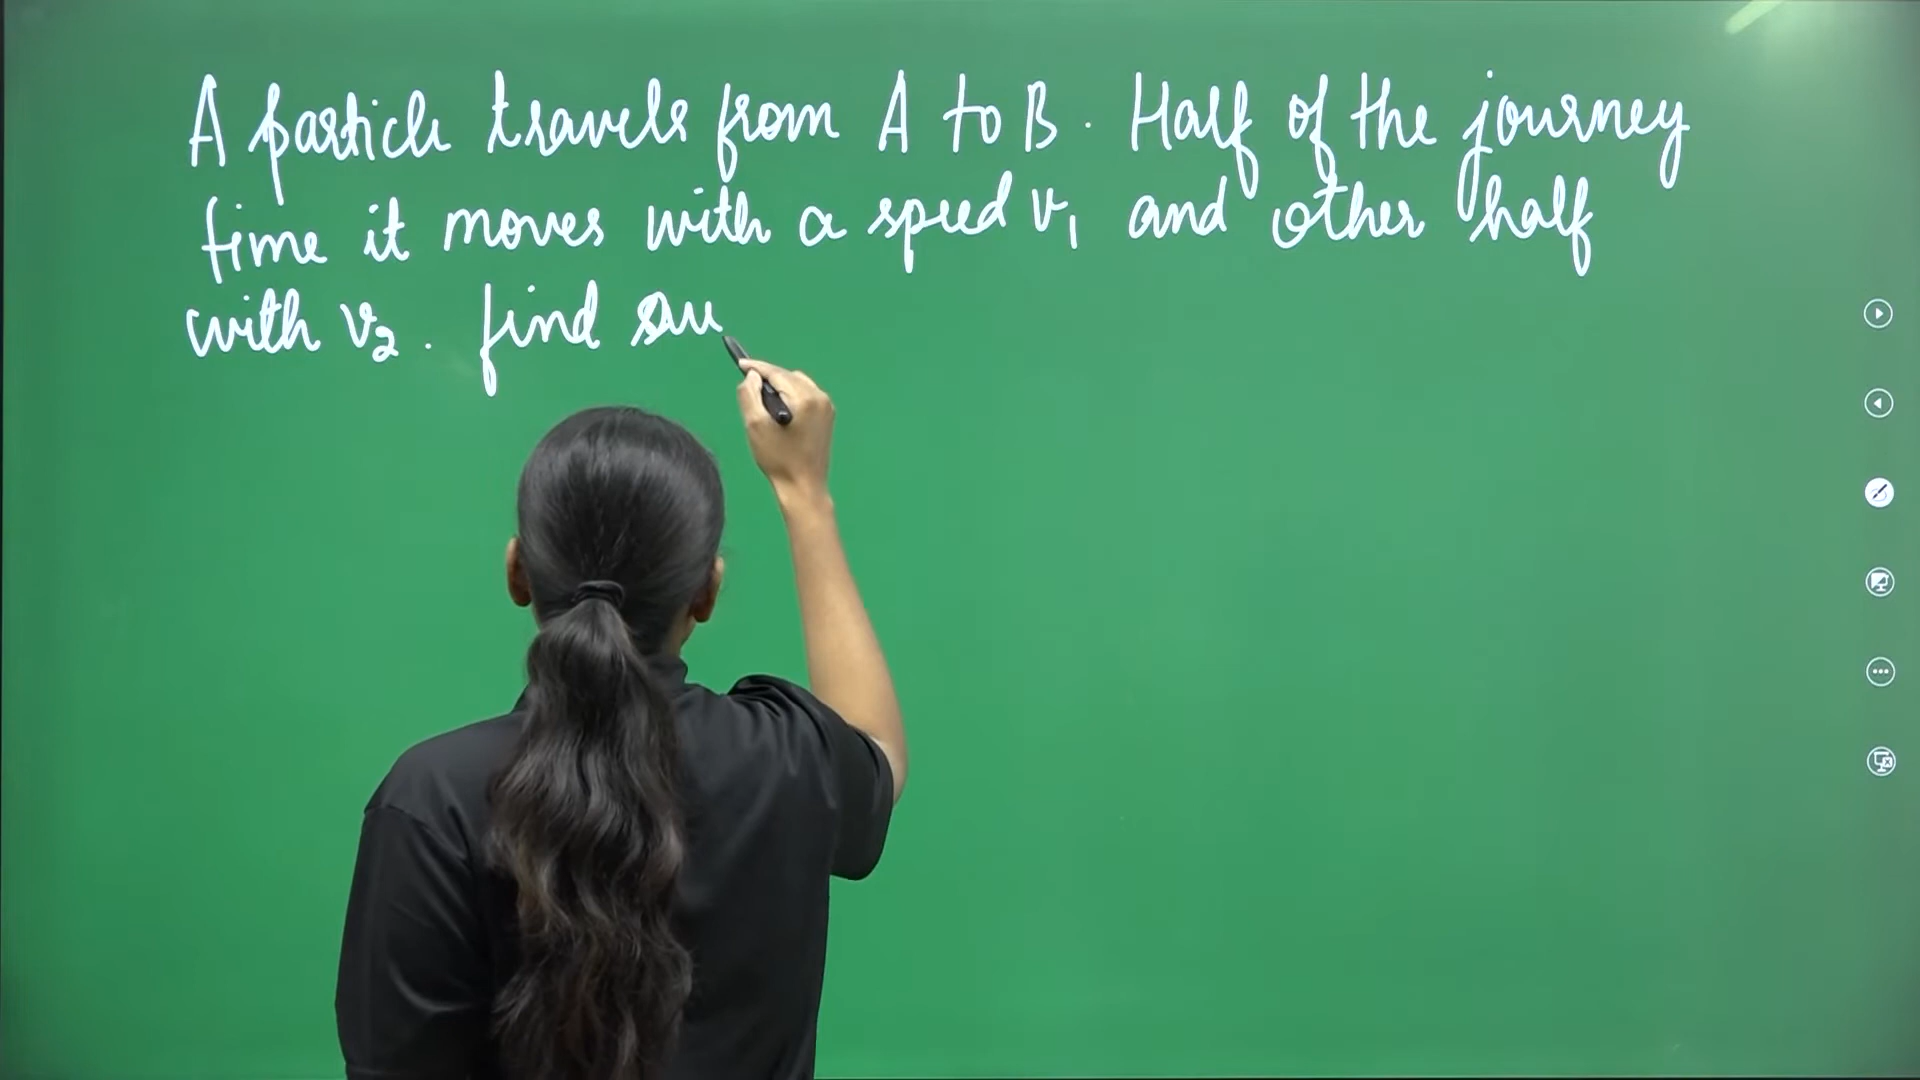 A particle travels from A to B. Half of the journey
time it moves with a speed v₁ and other half
with v₂. find